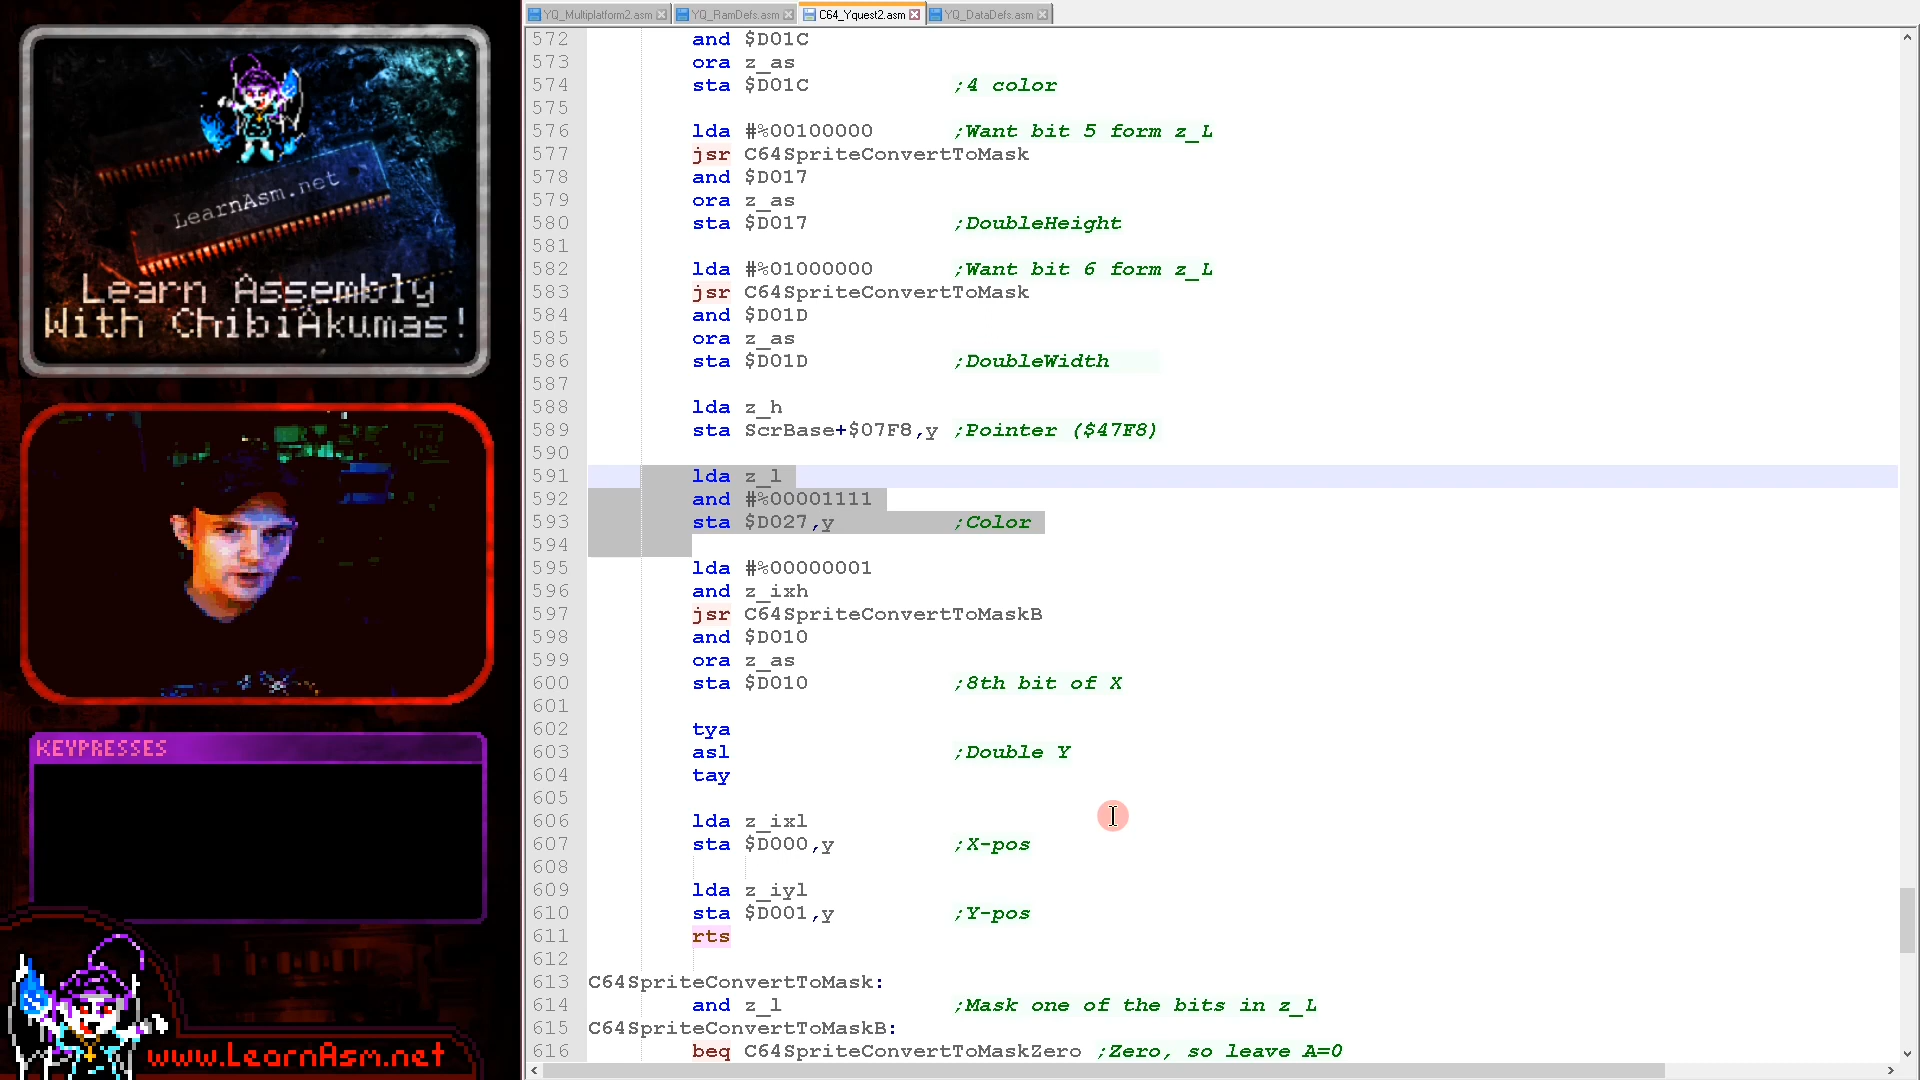 YQ_Multiplatform2.asm YQ_RamDefs.asm C64_Yquest2.asm YQ_DataDefs.asm
LearnAsm.net
Learn Assembly
With ChibiAkumas!
KEYPRESSES
www.LearnAsm.net
572 and $D01C
573 ora z_as
574 sta $D01C ;4 color
575
576 lda #%00100000 ;Want bit 5 form z_L
577 jsr C64SpriteConvertToMask
578 and $D017
579 ora z_as
580 sta $D017 ;DoubleHeight
581
582 lda #%01000000 ;Want bit 6 form z_L
583 jsr C64SpriteConvertToMask
584 and $D01D
585 ora z_as
586 sta $D01D ;DoubleWidth
587
588 lda z_h
589 sta ScrBase+$07F8,y ;Pointer ($47F8)
590
591 lda z_l
592 and #%00001111
593 sta $D027,y ;Color
594
595 lda #%00000001
596 and z_ixh
597 jsr C64SpriteConvertToMaskB
598 and $D010
599 ora z_as
600 sta $D010 ;8th bit of X
601
602 tya
603 asl ;Double Y
604 tay
605
606 lda z_ixl
607 sta $D000,y ;X-pos
608
609 lda z_iyl
610 sta $D001,y ;Y-pos
611 rts
612
613 C64SpriteConvertToMask:
614 and z_l ;Mask one of the bits in z_L
615 C64SpriteConvertToMaskB:
616 beq C64SpriteConvertToMaskZero ;Zero, so leave A=0